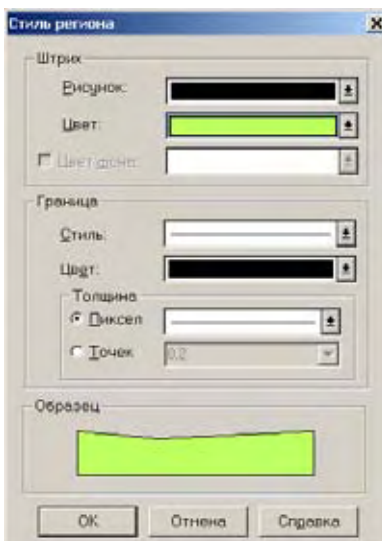 Стиль региона
Штрих
Рисунок:
Цвет:
Цвет фона:
Граница
Стиль:
Цвет:
Толщина
Пиксел
Точек 0.2
Образец
OK Отмена Справка